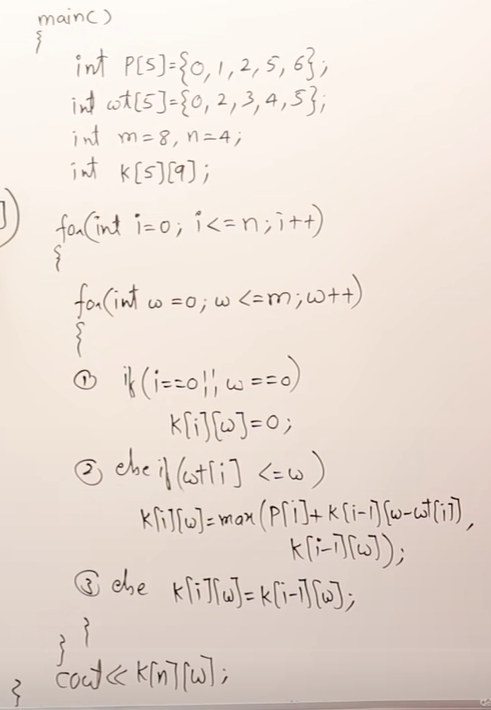 main()
{
int P[5]={0,1,2,5,6};
int wt[5]={0,2,3,4,5};
int m=8, n=4;
int k[5][9];
]) for(int i=0; i<=n; i++)
{
for(int w=0; w<=m; w++)
{
① if(i==0||w==0)
k[i][w]=0;
② else if(wt[i] <=w)
k[i][w]=max(P[i]+k[i-1][w-wt[i]],
k[i-1][w]);
③ else k[i][w]=k[i-1][w];
}
}
cout<<k[n][w];
}